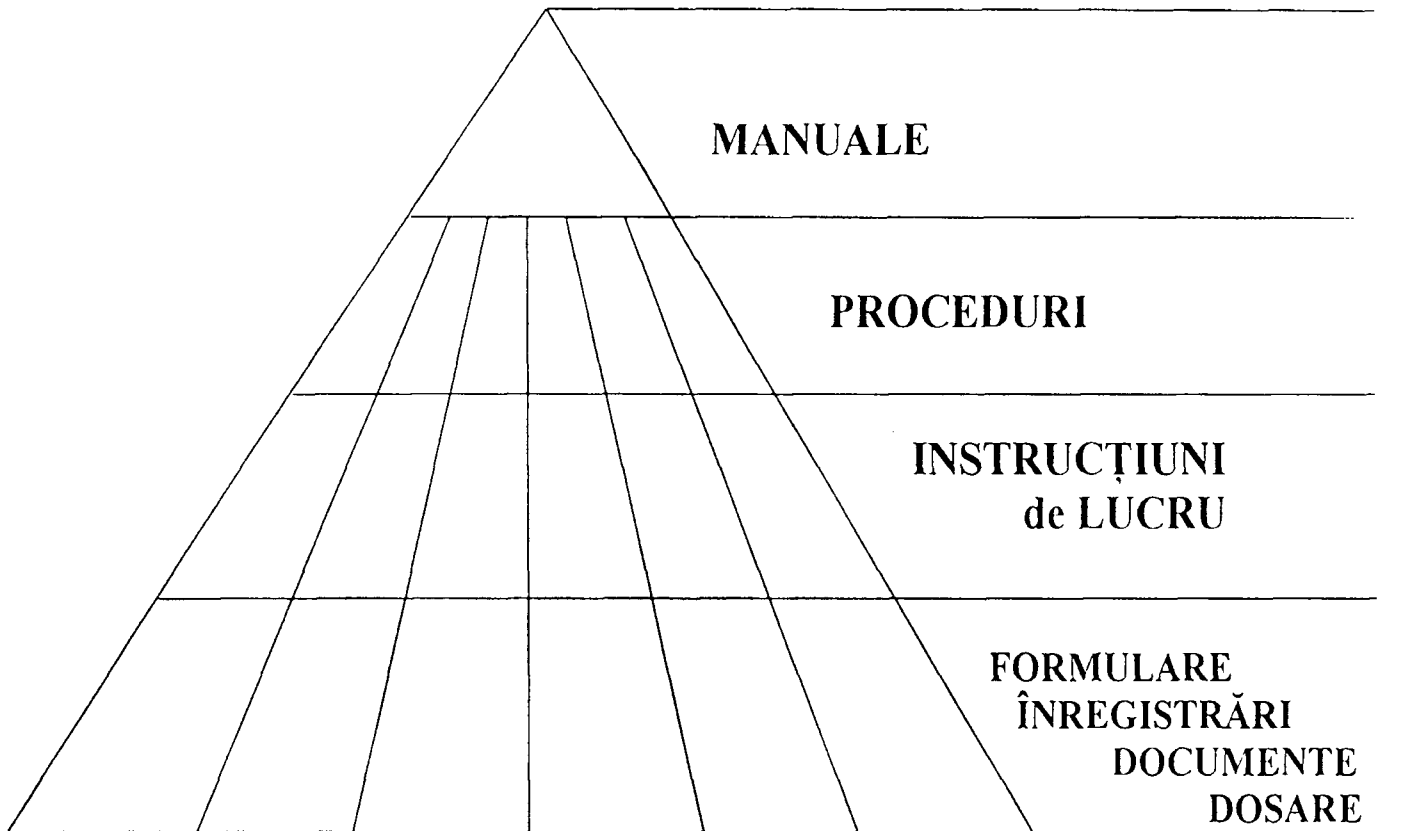 MANUALE
PROCEDURI
INSTRUCȚIUNI
de LUCRU
FORMULARE
ÎNREGISTRĂRI
DOCUMENTE
DOSARE